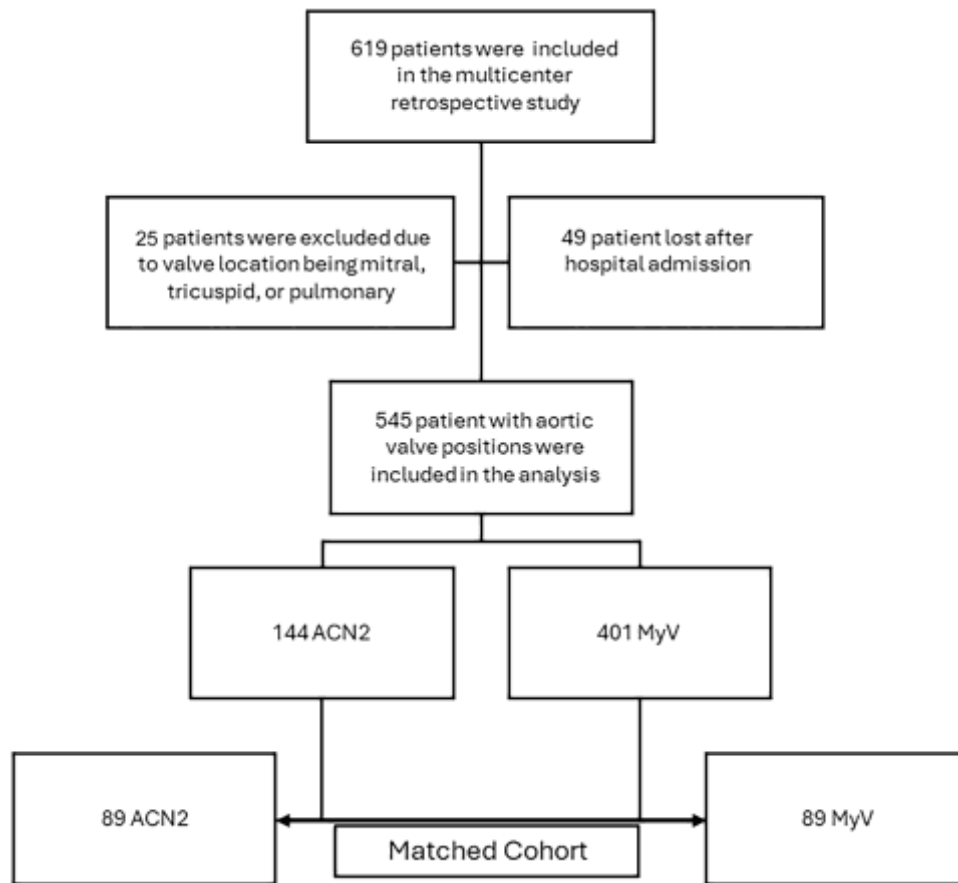 619 patients were included
in the multicenter
retrospective study
25 patients were excluded due
to valve location being mitral,
tricuspid, or pulmonary
49 patient lost after
hospital admission
545 patient with aortic
valve positions were
included in the analysis
144 ACN2
401 MyV
89 ACN2
89 MyV
Matched Cohort